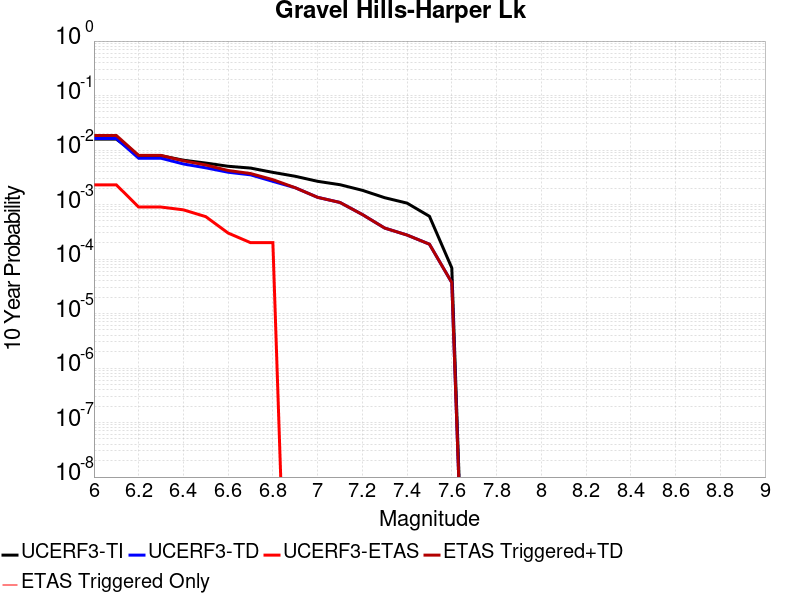 Gravel Hills-Harper Lk
10^0
10^-1
10^-2
10^-3
10^-4
10^-5
10^-6
10^-7
10^-8
10 Year Probability
6 6.2 6.4 6.6 6.8 7 7.2 7.4 7.6 7.8 8 8.2 8.4 8.6 8.8 9
Magnitude
UCERF3-TI UCERF3-TD UCERF3-ETAS ETAS Triggered+TD
ETAS Triggered Only